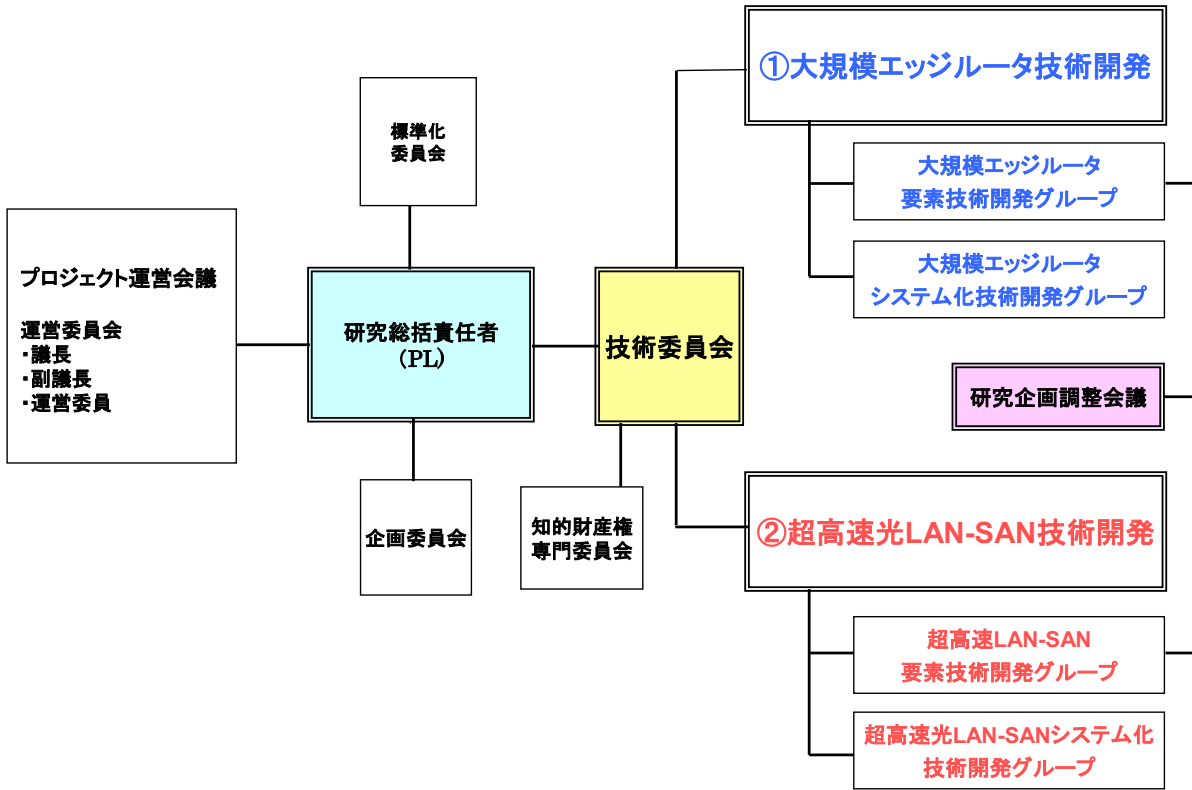 プロジェクト運営会議
運営委員会
・議長
・副議長
・運営委員
標準化
委員会
研究総括責任者
(PL)
企画委員会
技術委員会
知的財産権
専門委員会
①大規模エッジルータ技術開発
大規模エッジルータ
要素技術開発グループ
大規模エッジルータ
システム化技術開発グループ
研究企画調整会議
②超高速光LAN-SAN技術開発
超高速LAN-SAN
要素技術開発グループ
超高速光LAN-SANシステム化
技術開発グループ